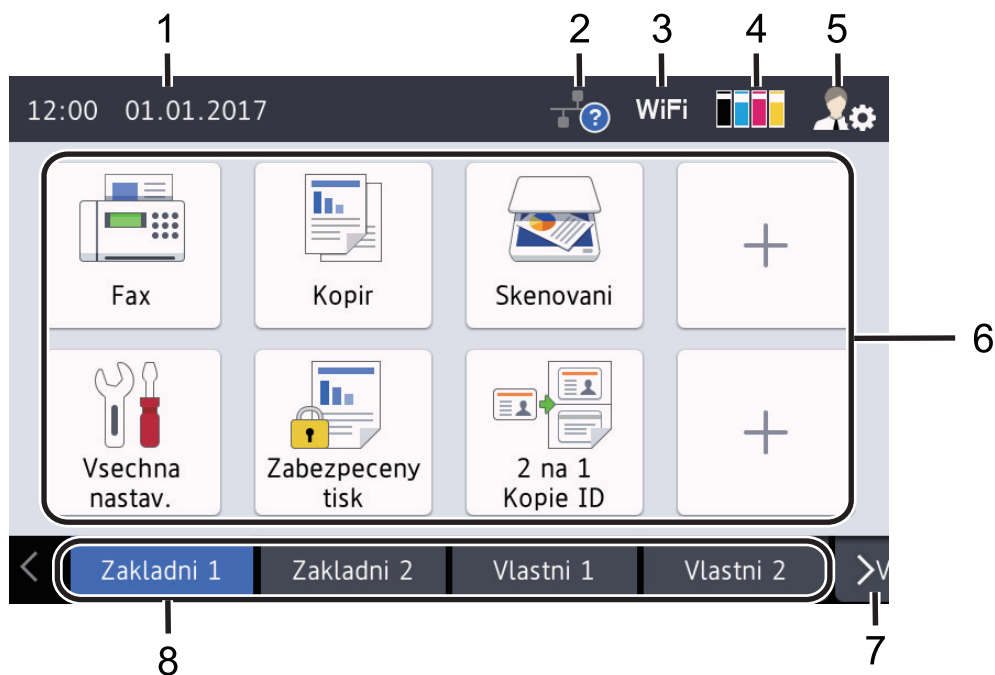 1 2 3 4 5
12:00 01.01.2017 ? WiFi
Fax Kopir Skenovani +
6
Vsechna
nastav.
Zabezpeceny
tisk
2 na 1
Kopie ID
+
< Zakladni 1 Zakladni 2 Vlastni 1 Vlastni 2 >V
8 7